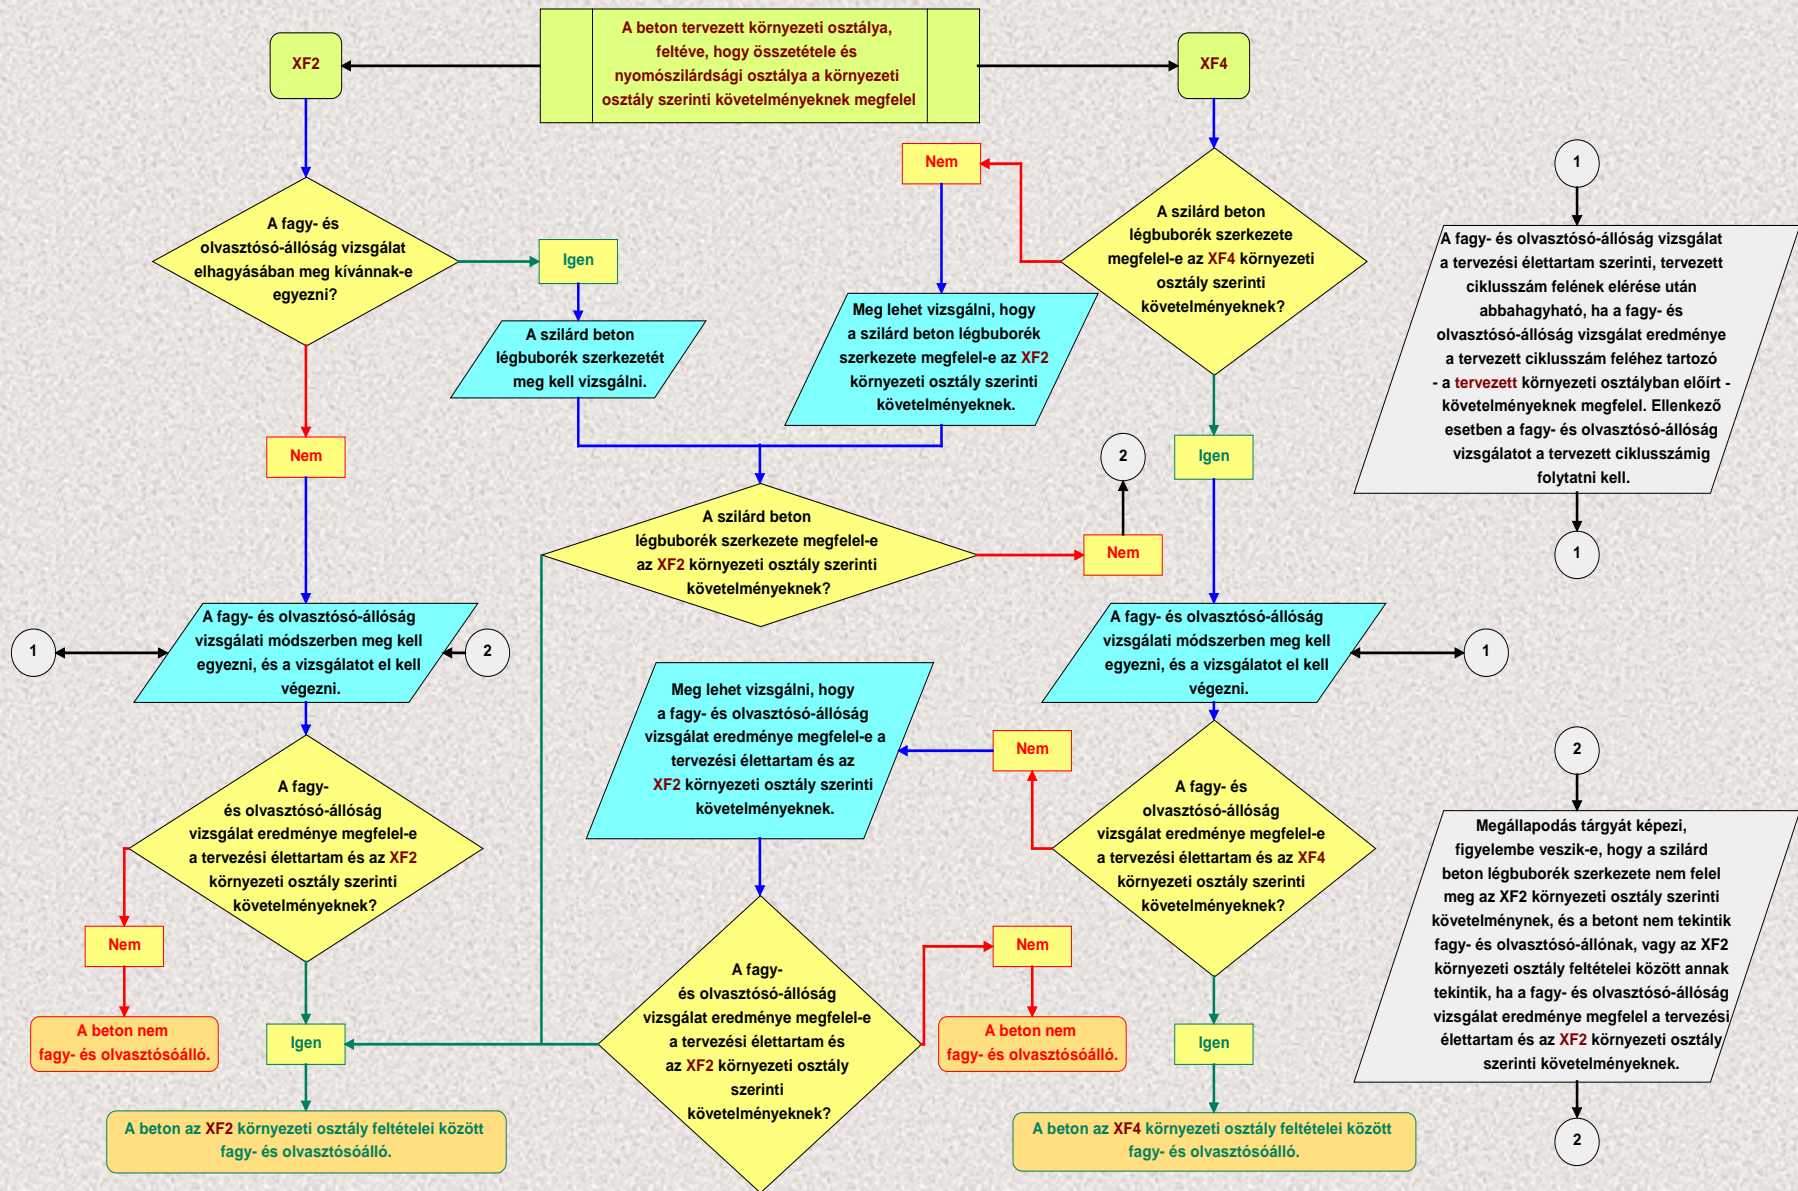 A beton tervezett környezeti osztálya,
feltéve, hogy összetétele és
nyomószilárdsági osztálya a környezeti
osztály szerinti követelményeknek megfelel
XF2
XF4
A fagy- és
olvasztósó-állóság vizsgálat
elhagyásában meg kívánnak-e
egyezni?
Igen
A szilárd beton
légbuborék szerkezetét
meg kell vizsgálni.
Nem
Nem
Meg lehet vizsgálni, hogy
a szilárd beton légbuborék
szerkezete megfelel-e az XF2
környezeti osztály szerinti
követelményeknek.
A szilárd beton
légbuborék szerkezete
megfelel-e az XF4 környezeti
osztály szerinti
követelményeknek?
Igen
A szilárd beton
légbuborék szerkezete megfelel-e
az XF2 környezeti osztály szerinti
követelményeknek?
Nem
2
1
A fagy- és olvasztósó-állóság vizsgálat
a tervezési élettartam szerinti, tervezett
ciklusszám felének elérése után
abbahagyható, ha a fagy- és
olvasztósó-állóság vizsgálat eredménye
a tervezett ciklusszám feléhez tartozó
- a tervezett környezeti osztályban előírt -
követelményeknek megfelel. Ellenkező
esetben a fagy- és olvasztósó-állóság
vizsgálatot a tervezett ciklusszámig
folytatni kell.
1
1
A fagy- és olvasztósó-állóság
vizsgálati módszerben meg kell
egyezni, és a vizsgálatot el kell
végezni.
2
A fagy- és olvasztósó-állóság
vizsgálati módszerben meg kell
egyezni, és a vizsgálatot el kell
végezni.
1
Meg lehet vizsgálni, hogy
a fagy- és olvasztósó-állóság
vizsgálat eredménye megfelel-e a
tervezési élettartam és az
XF2 környezeti osztály szerinti
követelményeknek.
Nem
A fagy-
és olvasztósó-állóság
vizsgálat eredménye megfelel-e
a tervezési élettartam és az XF2
környezeti osztály szerinti
követelményeknek?
A fagy- és
olvasztósó-állóság
vizsgálat eredménye megfelel-e
a tervezési élettartam és az XF4
környezeti osztály szerinti
követelményeknek?
Nem
A beton nem
fagy- és olvasztósóálló.
Igen
A beton az XF2 környezeti osztály feltételei között
fagy- és olvasztósóálló.
A fagy-
és olvasztósó-állóság
vizsgálat eredménye megfelel-e
a tervezési élettartam és
az XF2 környezeti osztály
szerinti
követelményeknek?
Nem
A beton nem
fagy- és olvasztósóálló.
Igen
A beton az XF4 környezeti osztály feltételei között
fagy- és olvasztósóálló.
2
Megállapodás tárgyát képezi,
figyelembe veszik-e, hogy a szilárd
beton légbuborék szerkezete nem felel
meg az XF2 környezeti osztály szerinti
követelménynek, és a betont nem tekintik
fagy- és olvasztósó-állónak, vagy az XF2
környezeti osztály feltételei között annak
tekintik, ha a fagy- és olvasztósó-állóság
vizsgálat eredménye megfelel a tervezési
élettartam és az XF2 környezeti osztály
szerinti követelményeknek.
2